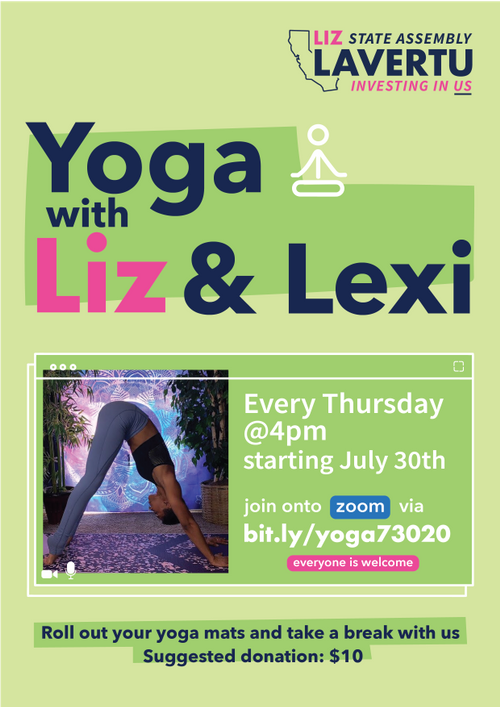 LIZ STATE ASSEMBLY
LAVERTU
INVESTING IN US
Yoga
with
Liz & Lexi
Every Thursday
@4pm
starting July 30th
join onto zoom via
bit.ly/yoga73020
everyone is welcome
Roll out your yoga mats and take a break with us
Suggested donation: $10